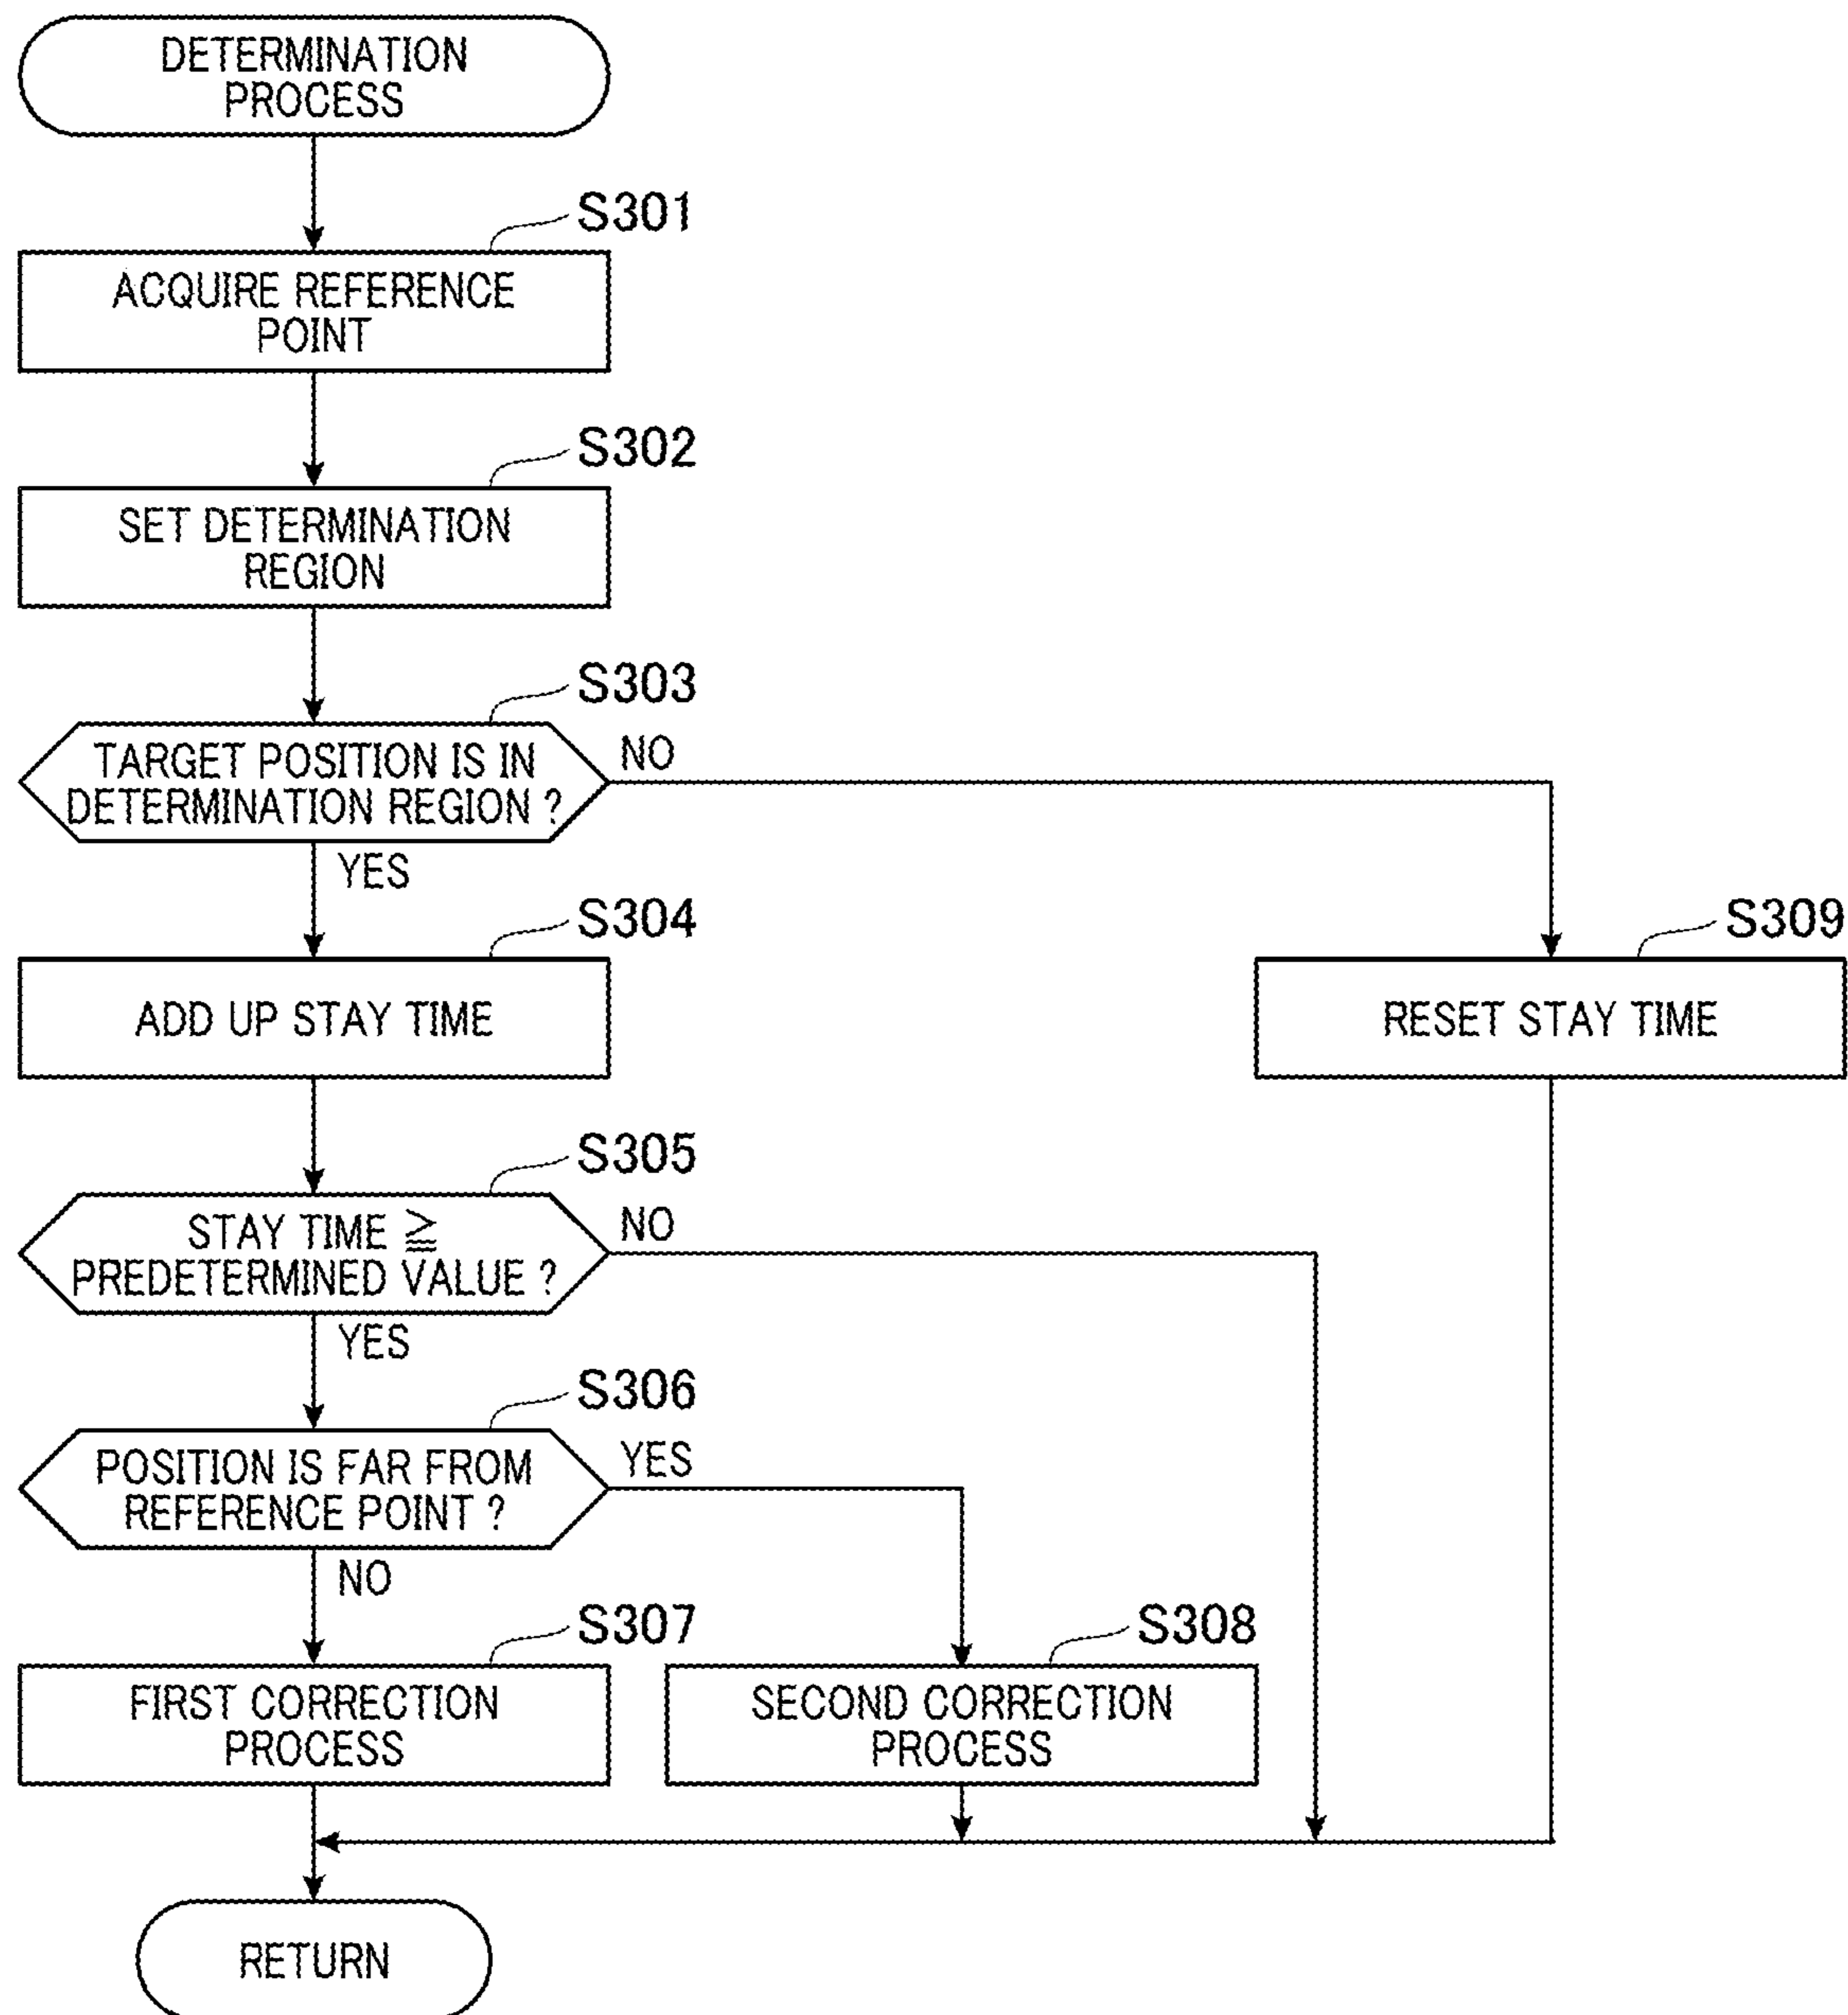 DETERMINATION
PROCESS
S301
ACQUIRE REFERENCE
POINT
S302
SET DETERMINATION
REGION
S303
TARGET POSITION IS IN
DETERMINATION REGION ?
NO
YES
S304
ADD UP STAY TIME
S309
RESET STAY TIME
S305
STAY TIME ≧
PREDETERMINED VALUE ?
NO
YES
S306
POSITION IS FAR FROM
REFERENCE POINT ?
YES
NO
S307
FIRST CORRECTION
PROCESS
S308
SECOND CORRECTION
PROCESS
RETURN